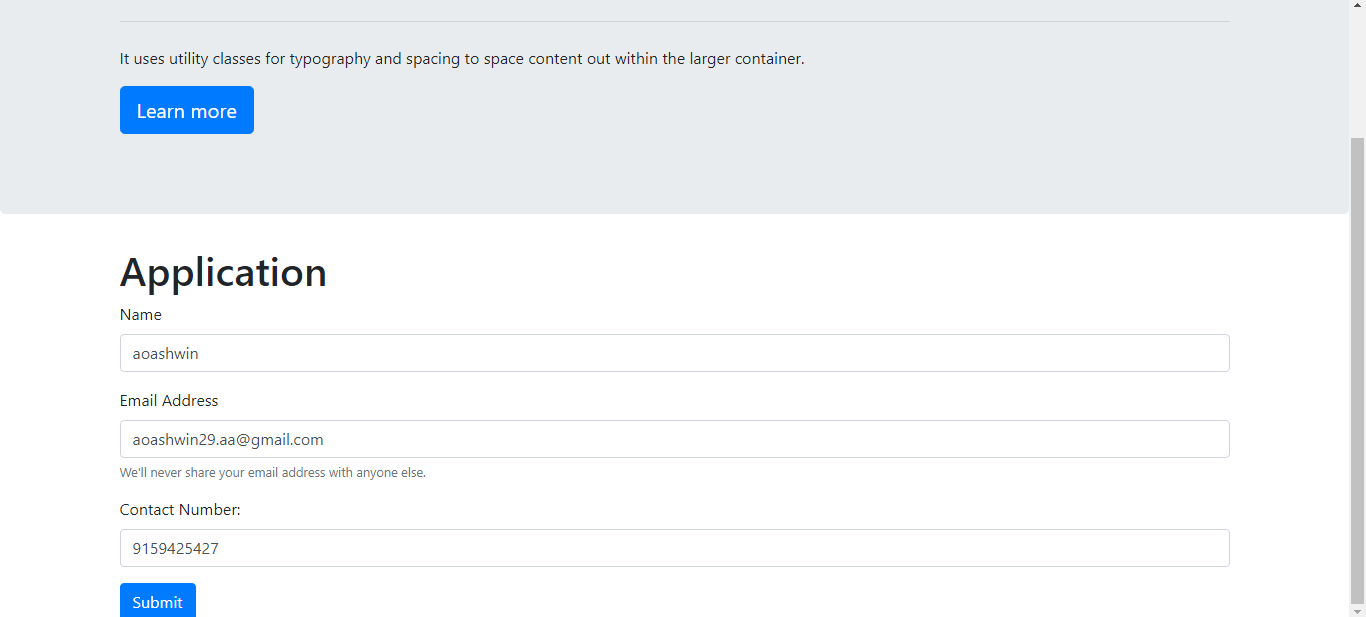 It uses utility classes for typography and spacing to space content out within the larger container.
Learn more
Application
Name
aoashwin
Email Address
aoashwin29.aa@gmail.com
We'll never share your email address with anyone else.
Contact Number:
9159425427
Submit